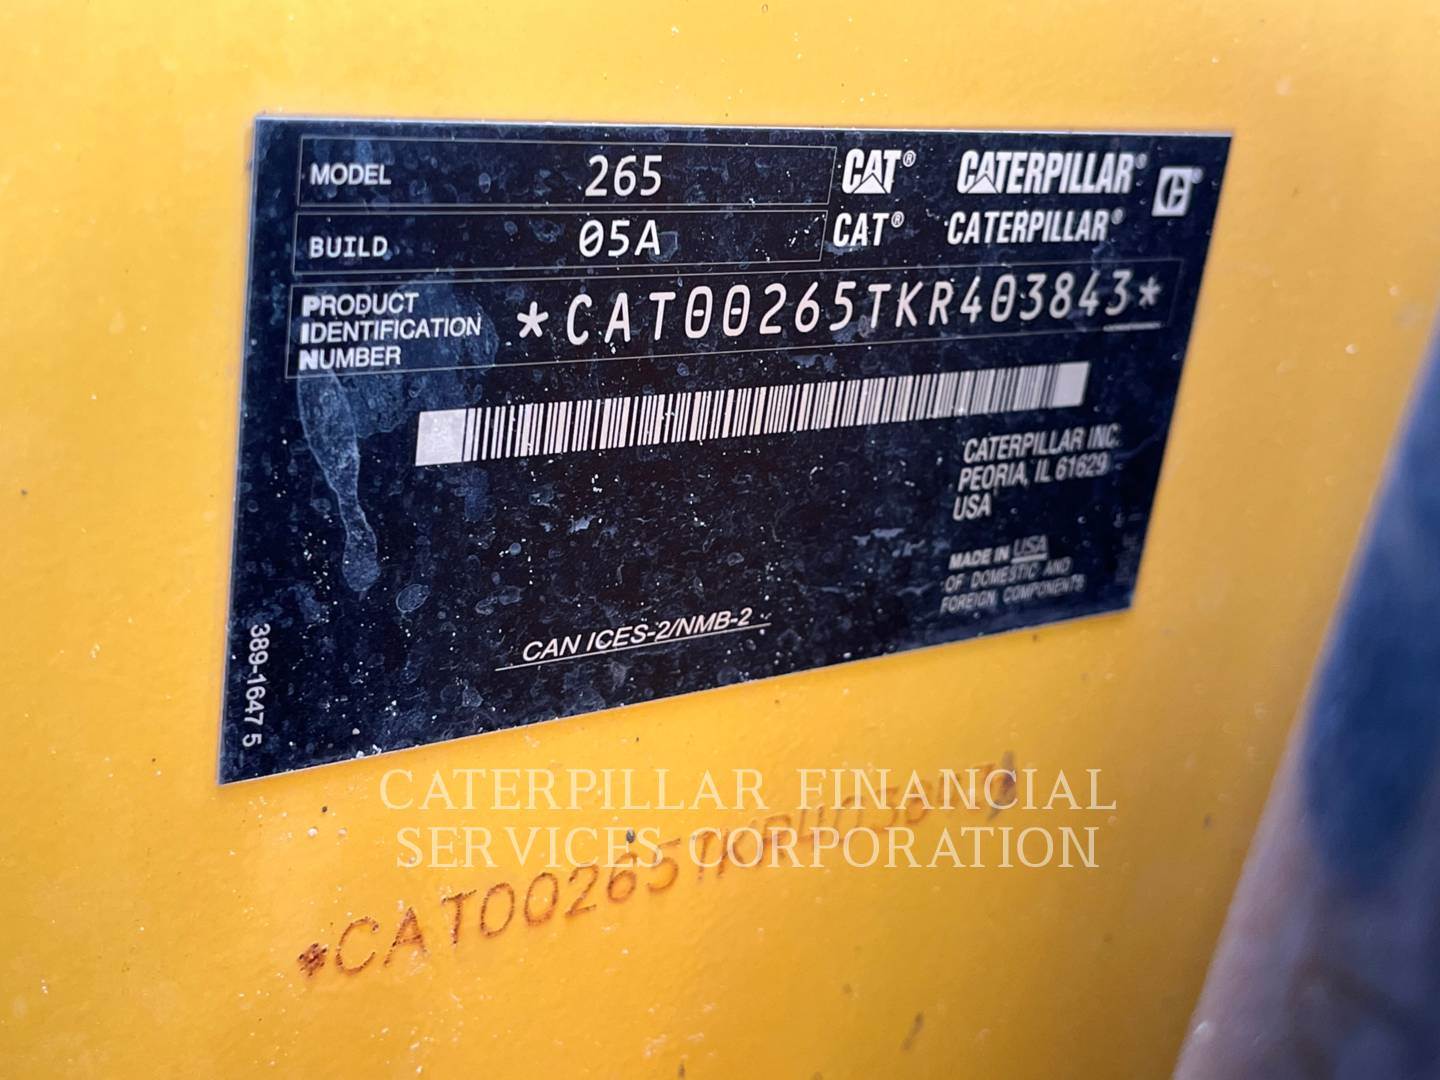 MODEL 265 CAT® CATERPILLAR®
BUILD 05A CAT® CATERPILLAR®
PRODUCT
IDENTIFICATION
NUMBER
*CAT00265TKR403843*
CATERPILLAR INC.
PEORIA, IL 61629
USA
MADE IN USA
OF DOMESTIC AND
FOREIGN COMPONENTS
CAN ICES-2/NMB-2
389-1647 5
CATERPILLAR FINANCIAL
SERVICES CORPORATION
*CAT00265TKR403843*